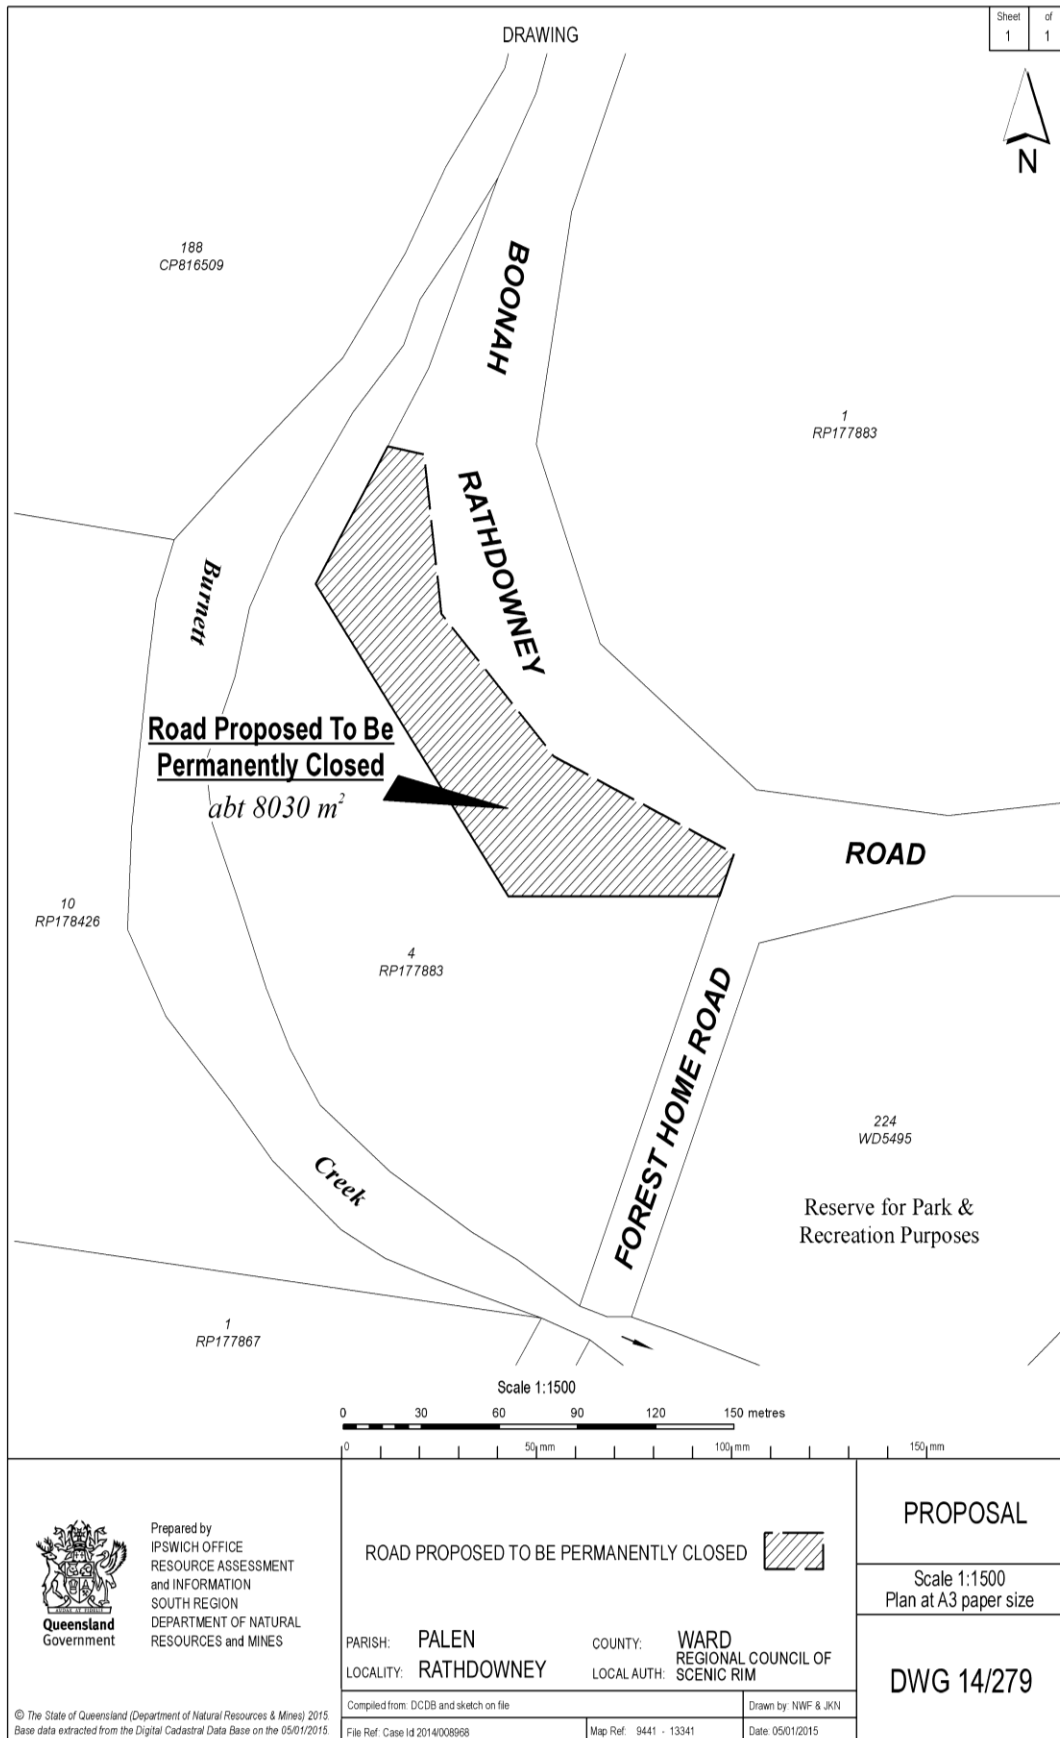 DRAWING
Sheet of
1 1
N
188
CP816509
BOONAH
1
RP177883
RATHDOWNEY
Burnett
Road Proposed To Be
Permanently Closed
abt 8030 m²
ROAD
10
RP178426
4
RP177883
FOREST HOME ROAD
224
WD5495
Creek
Reserve for Park &
Recreation Purposes
1
RP177867
Scale 1:1500
0 30 60 90 120 150 metres
0 50 mm 100 mm 150 mm
Queensland
Government
Prepared by
IPSWICH OFFICE
RESOURCE ASSESSMENT
and INFORMATION
SOUTH REGION
DEPARTMENT OF NATURAL
RESOURCES and MINES
© The State of Queensland (Department of Natural Resources & Mines) 2015.
Base data extracted from the Digital Cadastral Data Base on the 05/01/2015.
ROAD PROPOSED TO BE PERMANENTLY CLOSED
PARISH: PALEN
COUNTY: WARD
LOCALITY: RATHDOWNEY
LOCAL AUTH: REGIONAL COUNCIL OF
SCENIC RIM
Compiled from: DCDB and sketch on file
Drawn by: NWF & JKN
File Ref: Case Id 2014/008968
Map Ref: 9441 - 13341
Date: 05/01/2015
PROPOSAL
Scale 1:1500
Plan at A3 paper size
DWG 14/279